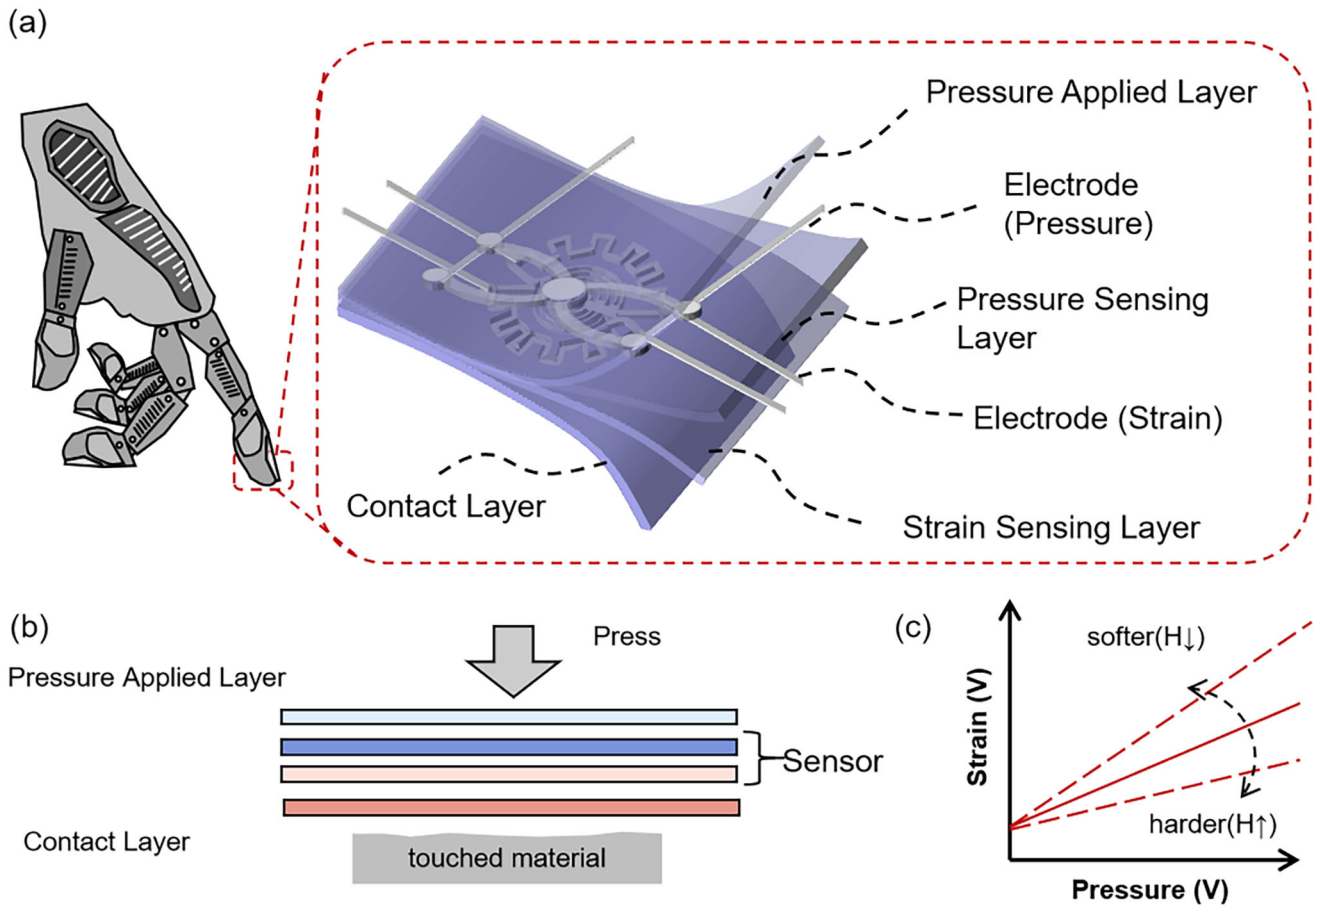 (a)
Pressure Applied Layer
Electrode
(Pressure)
Pressure Sensing
Layer
Electrode (Strain)
Contact Layer
Strain Sensing Layer
(b)
Press
Pressure Applied Layer
Sensor
Contact Layer
touched material
(c)
softer(H↓)
Strain (V)
harder(H↑)
Pressure (V)